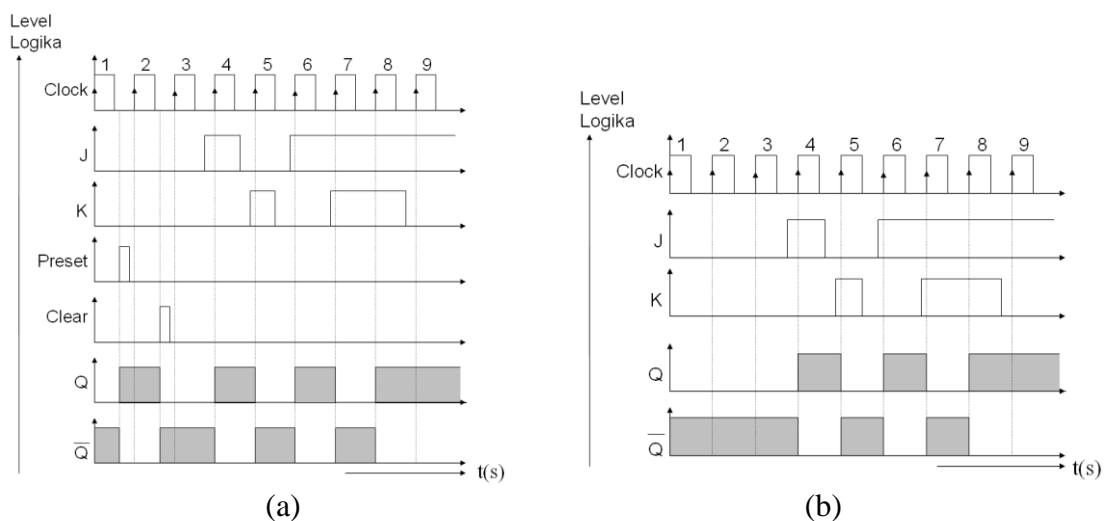 Level
Logika
1 2 3 4 5 6 7 8 9
Clock
J
K
Preset
Clear
Q
Q̅
t(s)
(a)
Level
Logika
1 2 3 4 5 6 7 8 9
Clock
J
K
Q
Q̅
t(s)
(b)